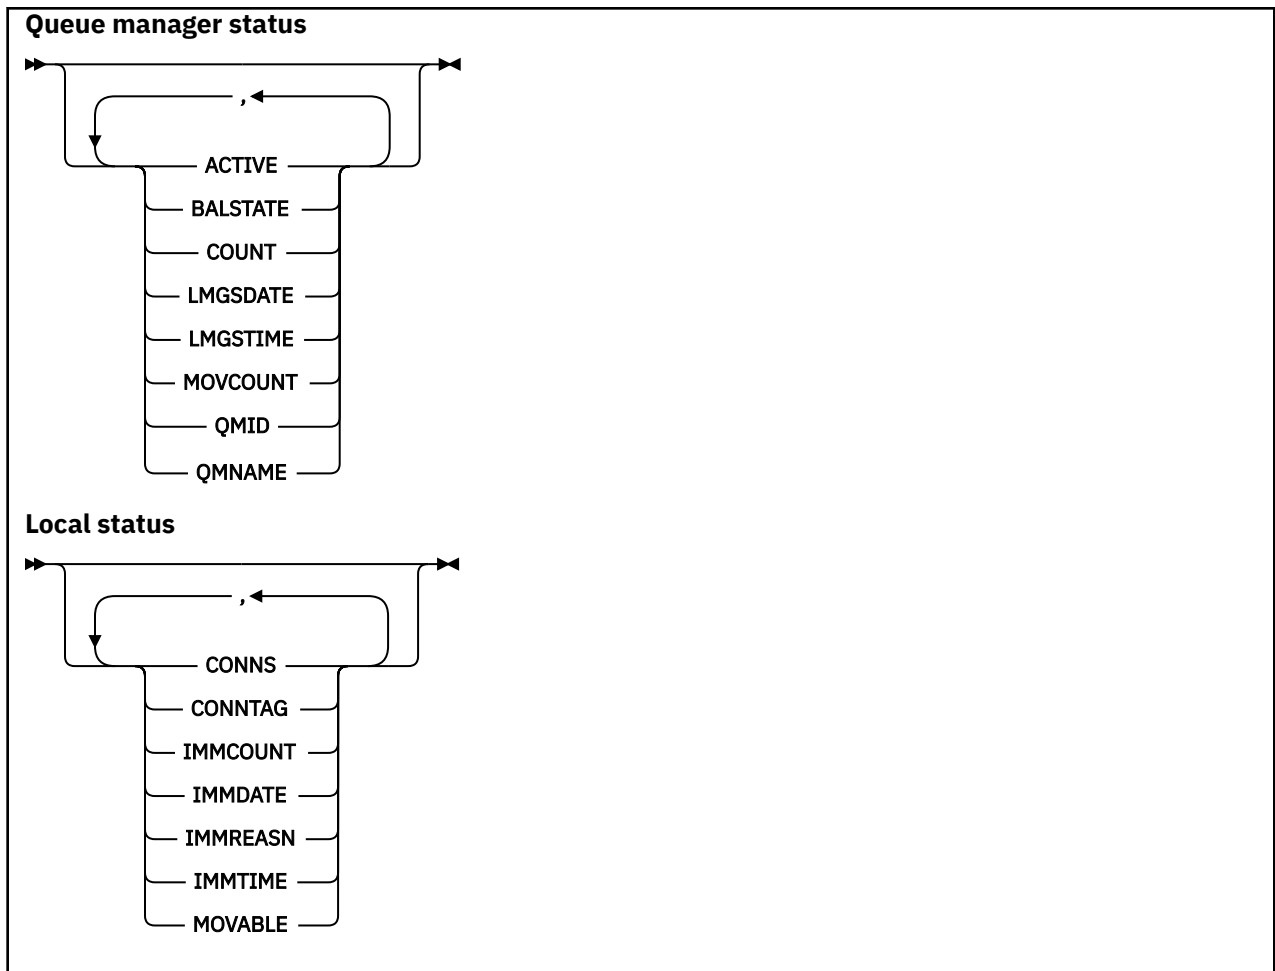 Queue manager status
,
ACTIVE
BALSTATE
COUNT
LMGSDATE
LMGSTIME
MOVCOUNT
QMID
QMNAME
Local status
,
CONNS
CONNTAG
IMMCOUNT
IMMDATE
IMMREASN
IMMTIME
MOVABLE